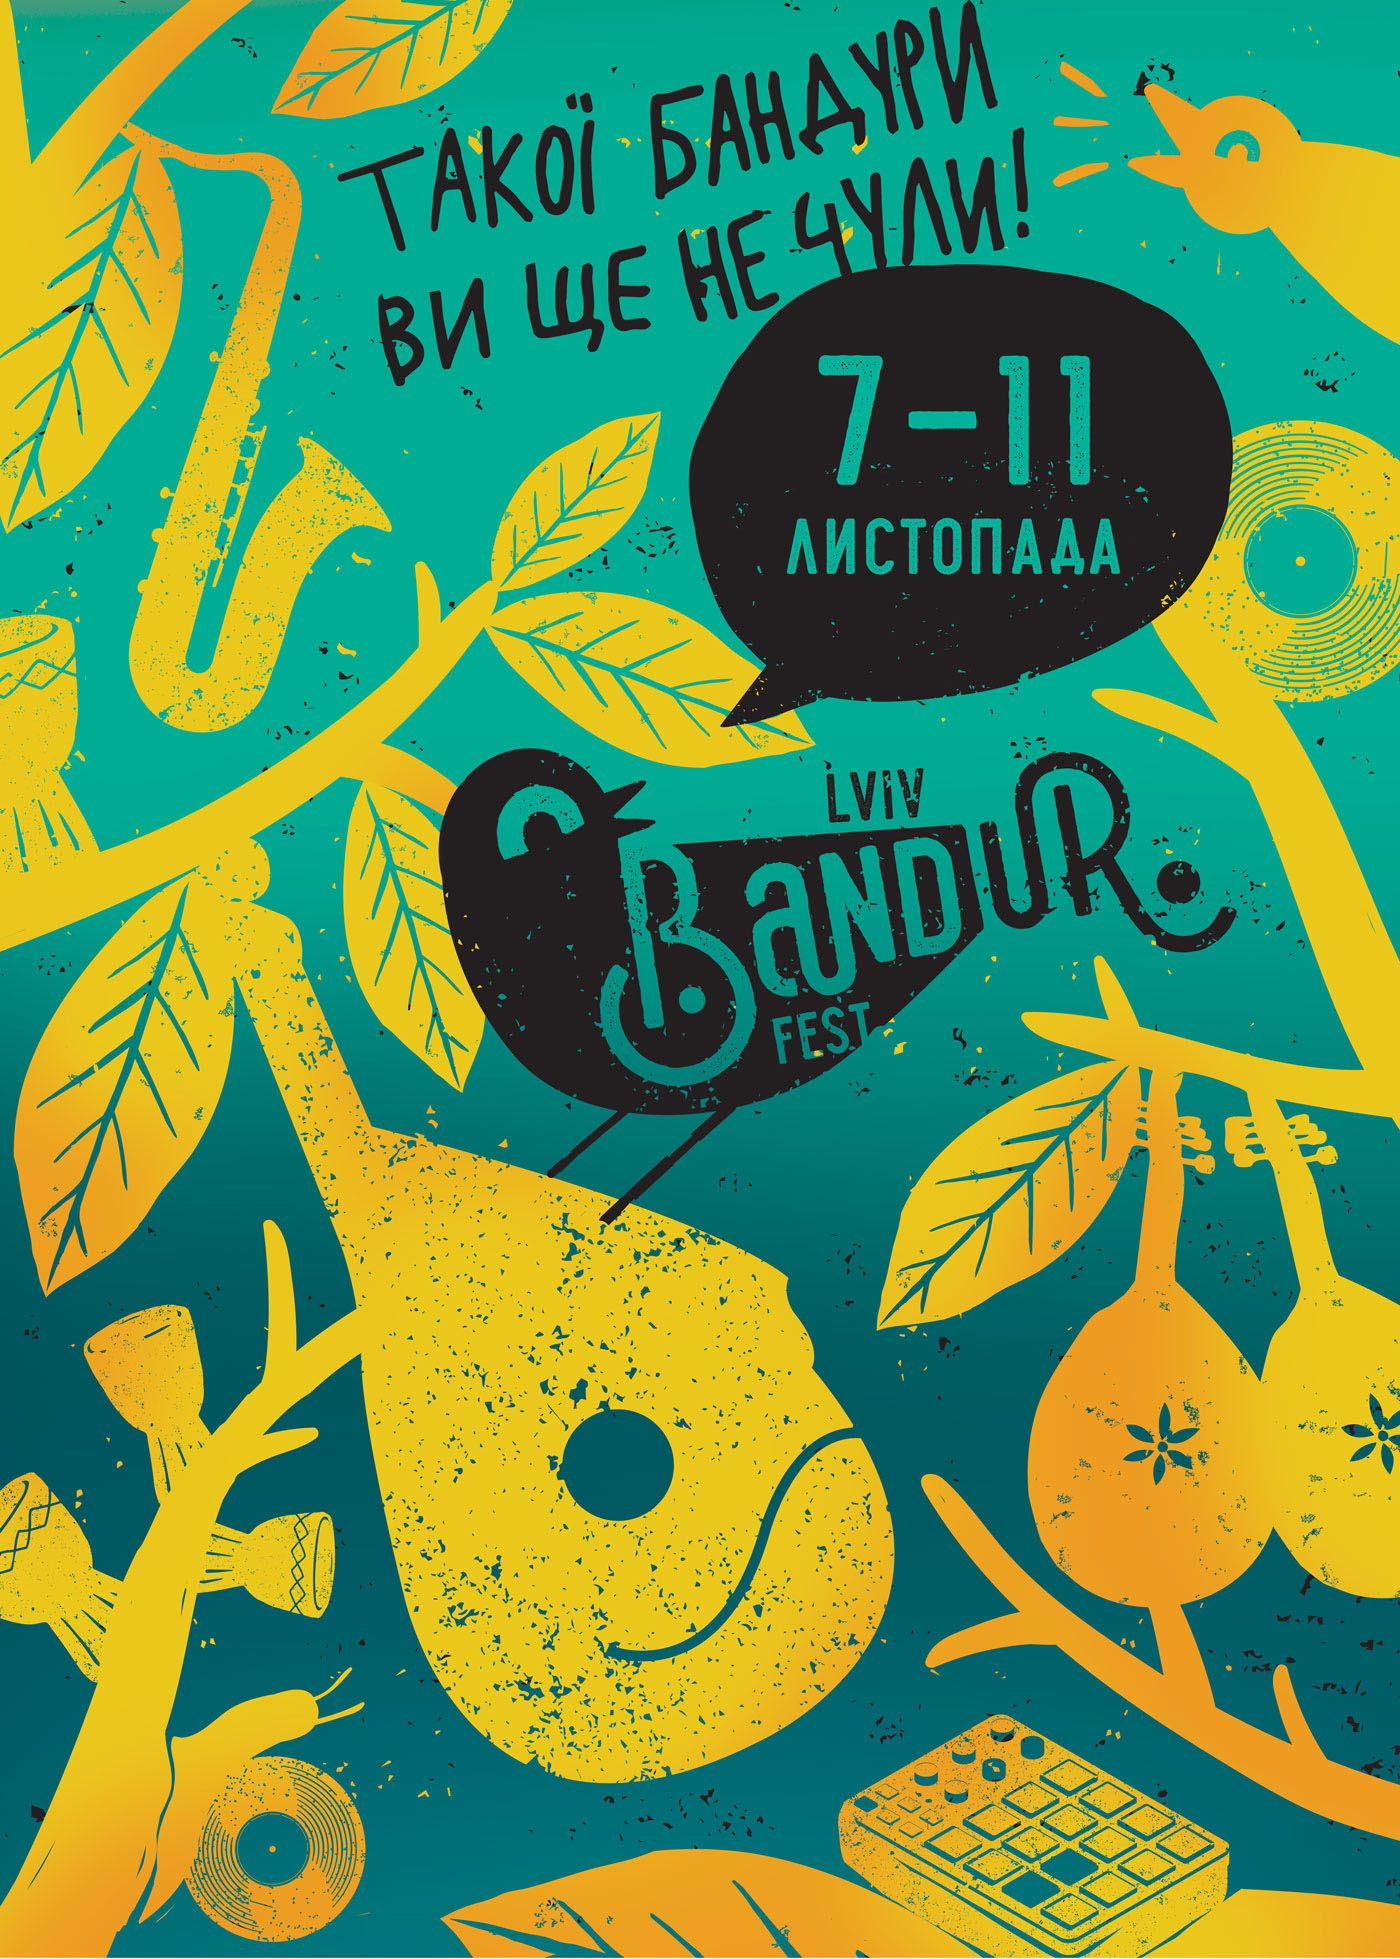 ТАКОЇ БАНДУРИ
ВИ ЩЕ НЕ ЧУЛИ!
7–11
ЛИСТОПАДА
LVIV
BANDUR
FEST